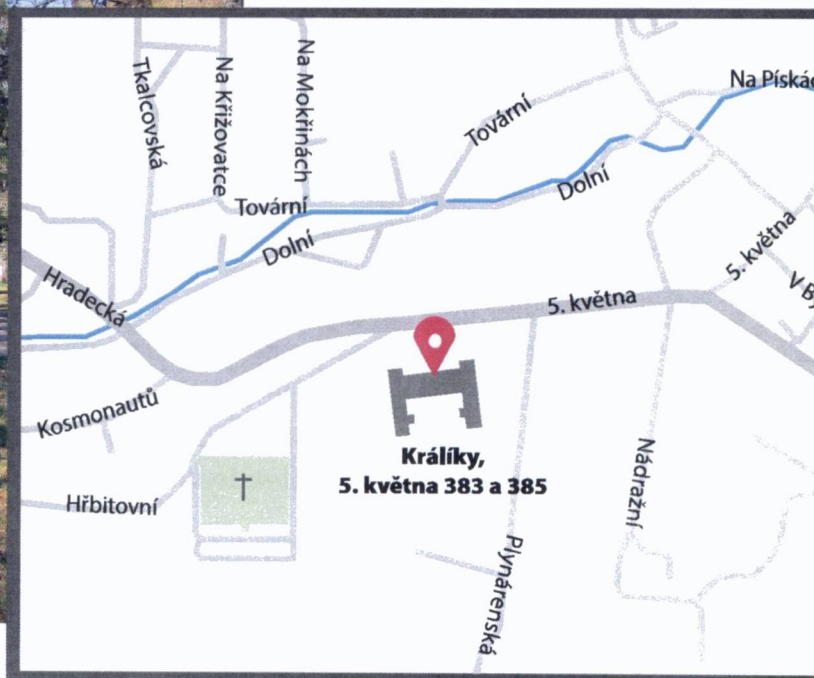 Tkalcovská
Na Křižovatce
Na Mokřinách
Tovární
Na Pískác
Tovární
Dolní
Dolní
5. května
Hradecká
5. května
Kosmonautů
Králíky,
5. května 383 a 385
Hřbitovní
Nádražní
Plynárenská